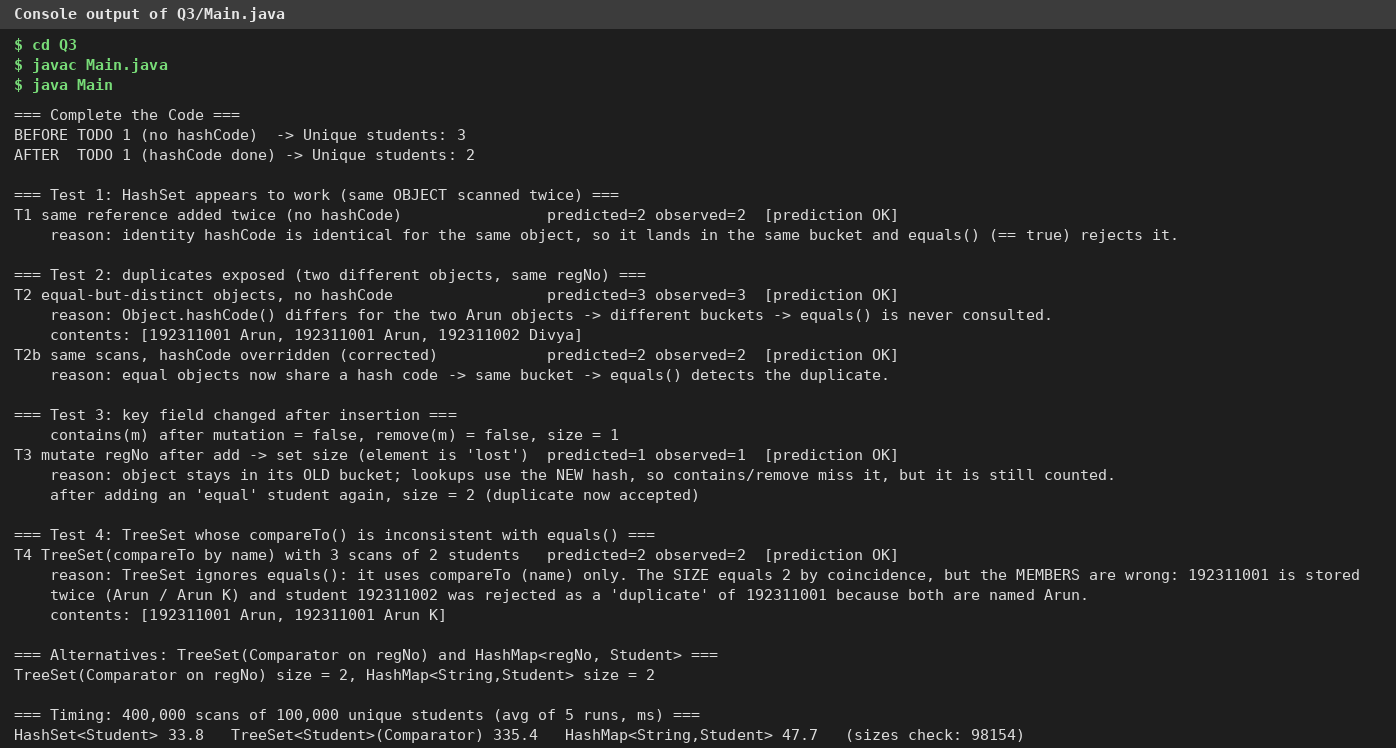 Console output of Q3/Main.java
$ cd Q3
$ javac Main.java
$ java Main
=== Complete the Code ===
BEFORE TODO 1 (no hashCode)  -> Unique students: 3
AFTER  TODO 1 (hashCode done) -> Unique students: 2
=== Test 1: HashSet appears to work (same OBJECT scanned twice) ===
T1 same reference added twice (no hashCode)                predicted=2 observed=2  [prediction OK]
    reason: identity hashCode is identical for the same object, so it lands in the same bucket and equals() (== true) rejects it.
=== Test 2: duplicates exposed (two different objects, same regNo) ===
T2 equal-but-distinct objects, no hashCode                 predicted=3 observed=3  [prediction OK]
    reason: Object.hashCode() differs for the two Arun objects -> different buckets -> equals() is never consulted.
    contents: [192311001 Arun, 192311001 Arun, 192311002 Divya]
T2b same scans, hashCode overridden (corrected)            predicted=2 observed=2  [prediction OK]
    reason: equal objects now share a hash code -> same bucket -> equals() detects the duplicate.
=== Test 3: key field changed after insertion ===
    contains(m) after mutation = false, remove(m) = false, size = 1
T3 mutate regNo after add -> set size (element is 'lost')  predicted=1 observed=1  [prediction OK]
    reason: object stays in its OLD bucket; lookups use the NEW hash, so contains/remove miss it, but it is still counted.
    after adding an 'equal' student again, size = 2 (duplicate now accepted)
=== Test 4: TreeSet whose compareTo() is inconsistent with equals() ===
T4 TreeSet(compareTo by name) with 3 scans of 2 students   predicted=2 observed=2  [prediction OK]
    reason: TreeSet ignores equals(): it uses compareTo (name) only. The SIZE equals 2 by coincidence, but the MEMBERS are wrong: 192311001 is stored
    twice (Arun / Arun K) and student 192311002 was rejected as a 'duplicate' of 192311001 because both are named Arun.
    contents: [192311001 Arun, 192311001 Arun K]
=== Alternatives: TreeSet(Comparator on regNo) and HashMap<regNo, Student> ===
TreeSet(Comparator on regNo) size = 2, HashMap<String,Student> size = 2
=== Timing: 400,000 scans of 100,000 unique students (avg of 5 runs, ms) ===
HashSet<Student> 33.8   TreeSet<Student>(Comparator) 335.4   HashMap<String,Student> 47.7   (sizes check: 98154)